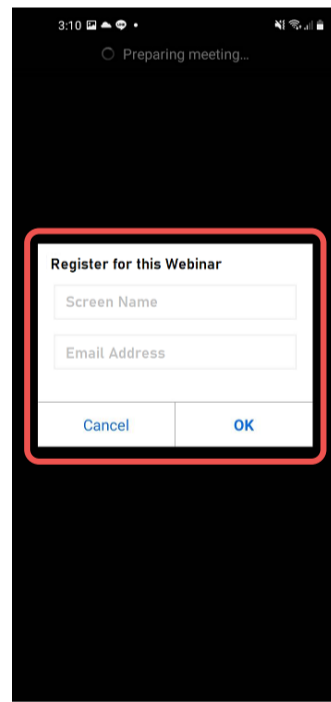 3:10
Preparing meeting...
Register for this Webinar
Screen Name
Email Address
Cancel OK